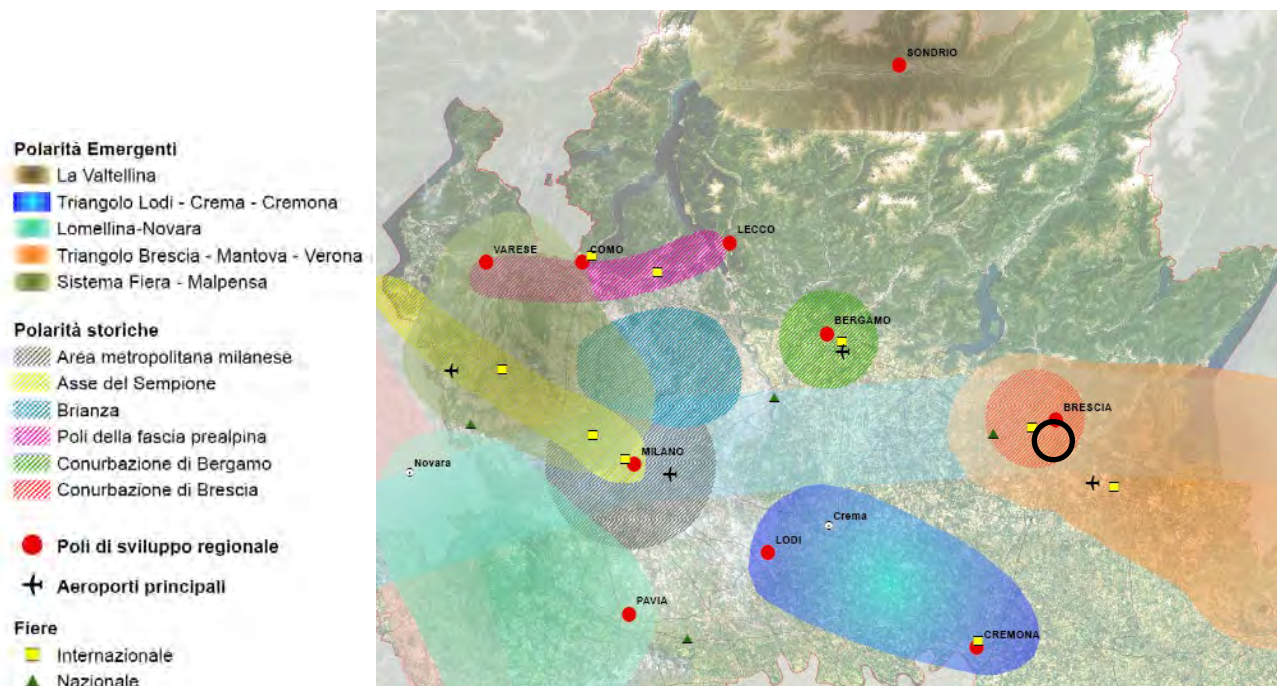 Polarità Emergenti
La Valtellina
Triangolo Lodi - Crema - Cremona
Lomellina-Novara
Triangolo Brescia - Mantova - Verona
Sistema Fiera - Malpensa
Polarità storiche
Area metropolitana milanese
Asse del Sempione
Brianza
Poli della fascia prealpina
Conurbazione di Bergamo
Conurbazione di Brescia
Poli di sviluppo regionale
Aeroporti principali
Fiere
Internazionale
Nazionale
SONDRIO
LECCO
VARESE
COMO
BERGAMO
BRESCIA
MILANO
Novara
Crema
LODI
PAVIA
CREMONA